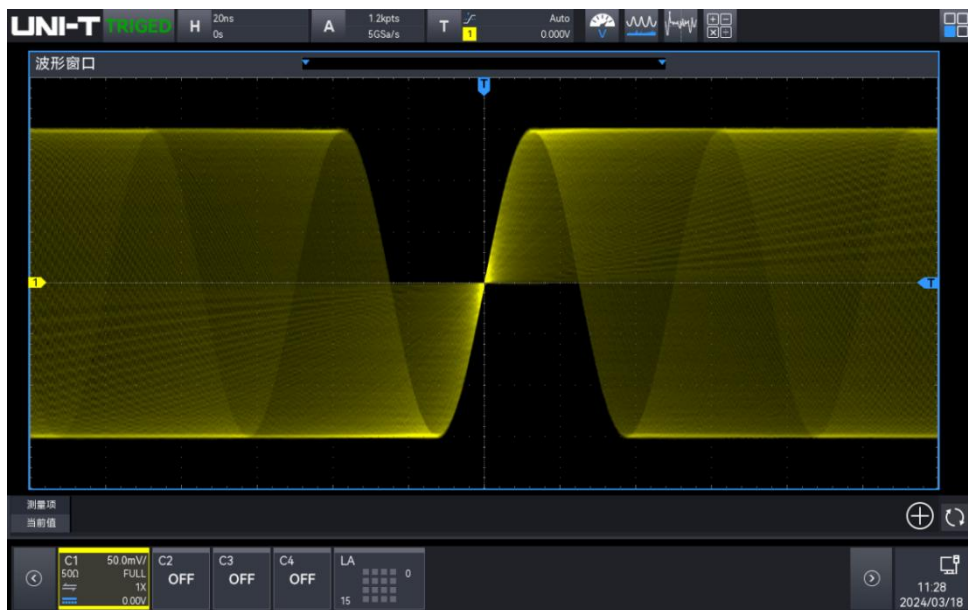 UNI-T TRIGED H 20ns A 1.2kpts T Auto
0s 5GSa/s 1 0.000V
波形窗口
T
1 T
测量项
当前值
C1 50.0mV/ C2 C3 C4 LA
50Ω FULL OFF OFF OFF 0
1X
0.00V 15
11:28
2024/03/18